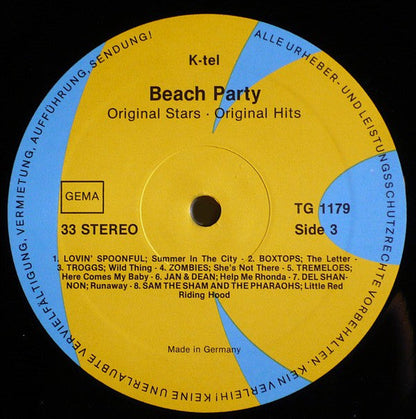 ALLE URHEBER- UND LEISTUNGSSCHUTZRECHTE VORBEHALTEN. KEIN VERLEIH! KEINE UNERLAUBTE VERVIELFÄLTIGUNG, VERMIETUNG, AUFFÜHRUNG, SENDUNG!
K-tel
Beach Party
Original Stars · Original Hits
GEMA
TG 1179
33 STEREO
Side 3
1. LOVIN' SPOONFUL; Summer In The City - 2. BOXTOPS; The Letter -
3. TROGGS; Wild Thing - 4. ZOMBIES; She's Not There - 5. TREMELOES;
Here Comes My Baby - 6. JAN & DEAN; Help Me Rhonda - 7. DEL SHAN-
NON; Runaway - 8. SAM THE SHAM AND THE PHARAOHS; Little Red
Riding Hood
Made in Germany